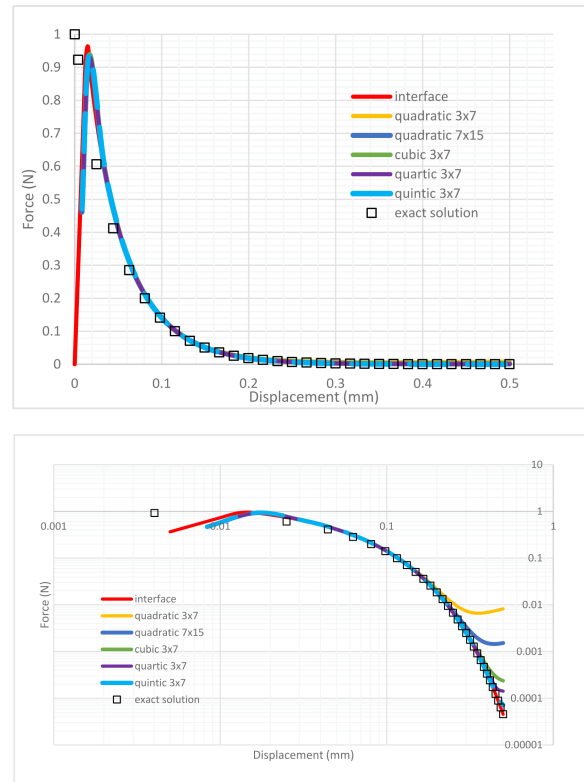 1
0.9
0.8
0.7
0.6
0.5
0.4
0.3
0.2
0.1
0
Force (N)
interface
quadratic 3x7
quadratic 7x15
cubic 3x7
quartic 3x7
quintic 3x7
exact solution
0 0.1 0.2 0.3 0.4 0.5
Displacement (mm)
10
1
0.1
0.01
0.001
0.0001
0.00001
0.001 0.01 0.1 1
Force (N)
interface
quadratic 3x7
quadratic 7x15
cubic 3x7
quartic 3x7
quintic 3x7
exact solution
Displacement (mm)